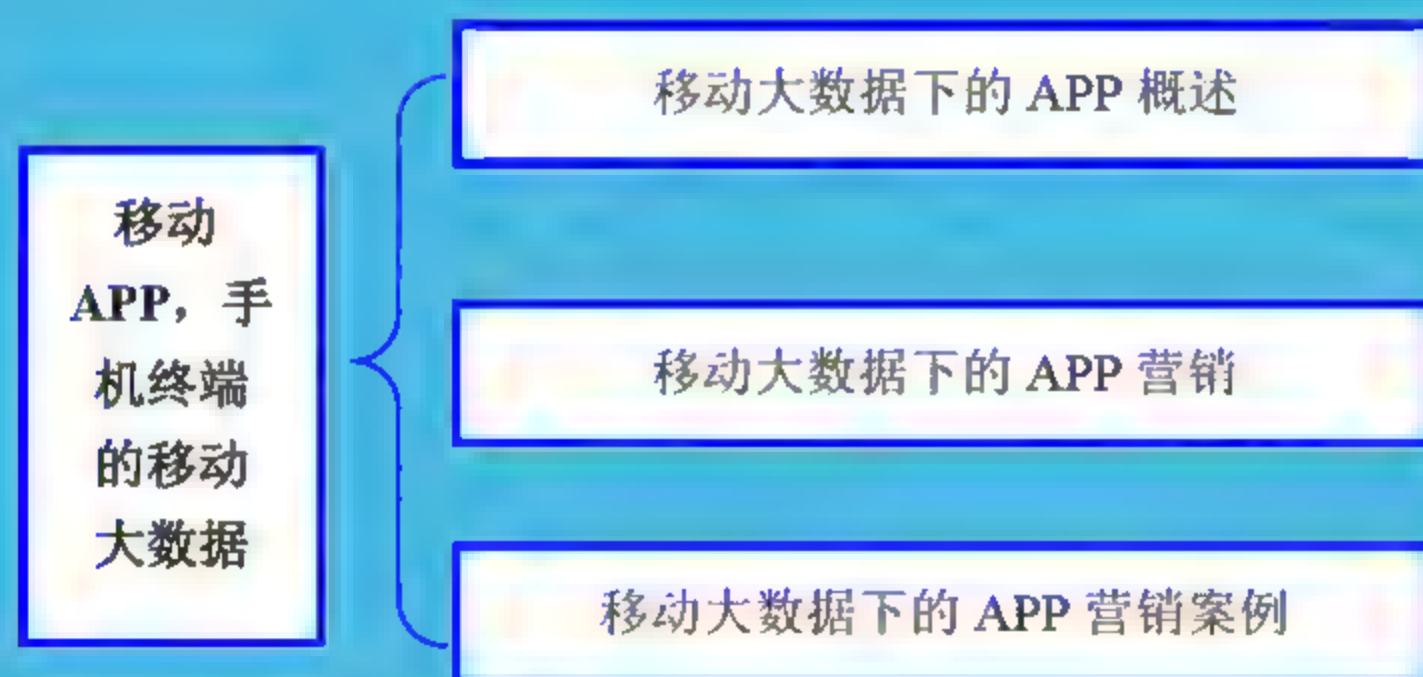 移动
APP，手
机终端
的移动
大数据
移动大数据下的 APP 概述
移动大数据下的 APP 营销
移动大数据下的 APP 营销案例